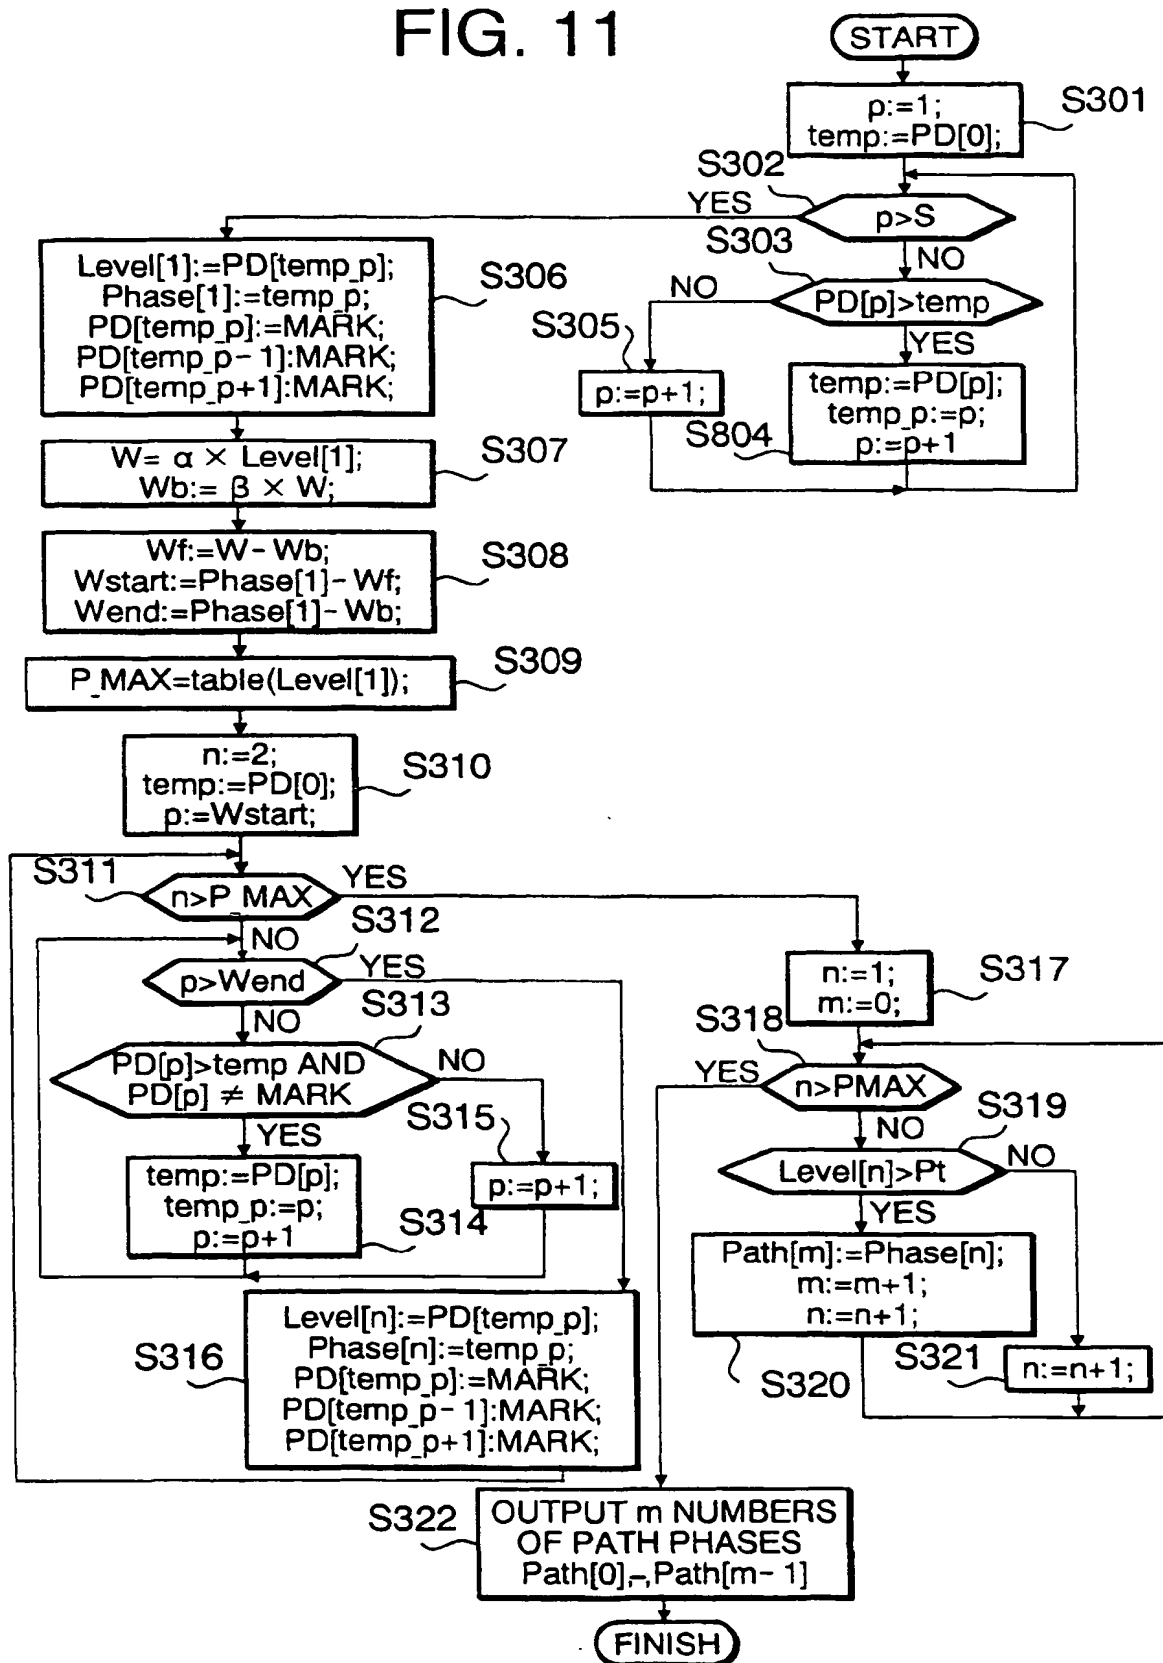 FIG. 11
START
p:=1;
temp:=PD[0];
S301
S302
YES
p>S
S303
NO
NO
PD[p]>temp
YES
S305
p:=p+1;
temp:=PD[p];
temp_p:=p;
p:=p+1
S804
Level[1]:=PD[temp_p];
Phase[1]:=temp_p;
PD[temp_p]:=MARK;
PD[temp_p-1]:MARK;
PD[temp_p+1]:MARK;
S306
W= α × Level[1];
Wb:= β × W;
S307
Wf:=W-Wb;
Wstart:=Phase[1]-Wf;
Wend:=Phase[1]-Wb;
S308
P_MAX=table(Level[1]);
S309
n:=2;
temp:=PD[0];
p:=Wstart;
S310
S311
n>P_MAX
YES
NO
S312
p>Wend
YES
NO
S313
PD[p]>temp AND
PD[p] ≠ MARK
NO
YES
S315
p:=p+1;
temp:=PD[p];
temp_p:=p;
p:=p+1
S314
Level[n]:=PD[temp_p];
Phase[n]:=temp_p;
PD[temp_p]:=MARK;
PD[temp_p-1]:MARK;
PD[temp_p+1]:MARK;
S316
n:=1;
m:=0;
S317
S318
YES
n>PMAX
NO
S319
Level[n]>Pt
NO
YES
Path[m]:=Phase[n];
m:=m+1;
n:=n+1;
S320
S321
n:=n+1;
S322
OUTPUT m NUMBERS
OF PATH PHASES
Path[0],-,Path[m-1]
FINISH